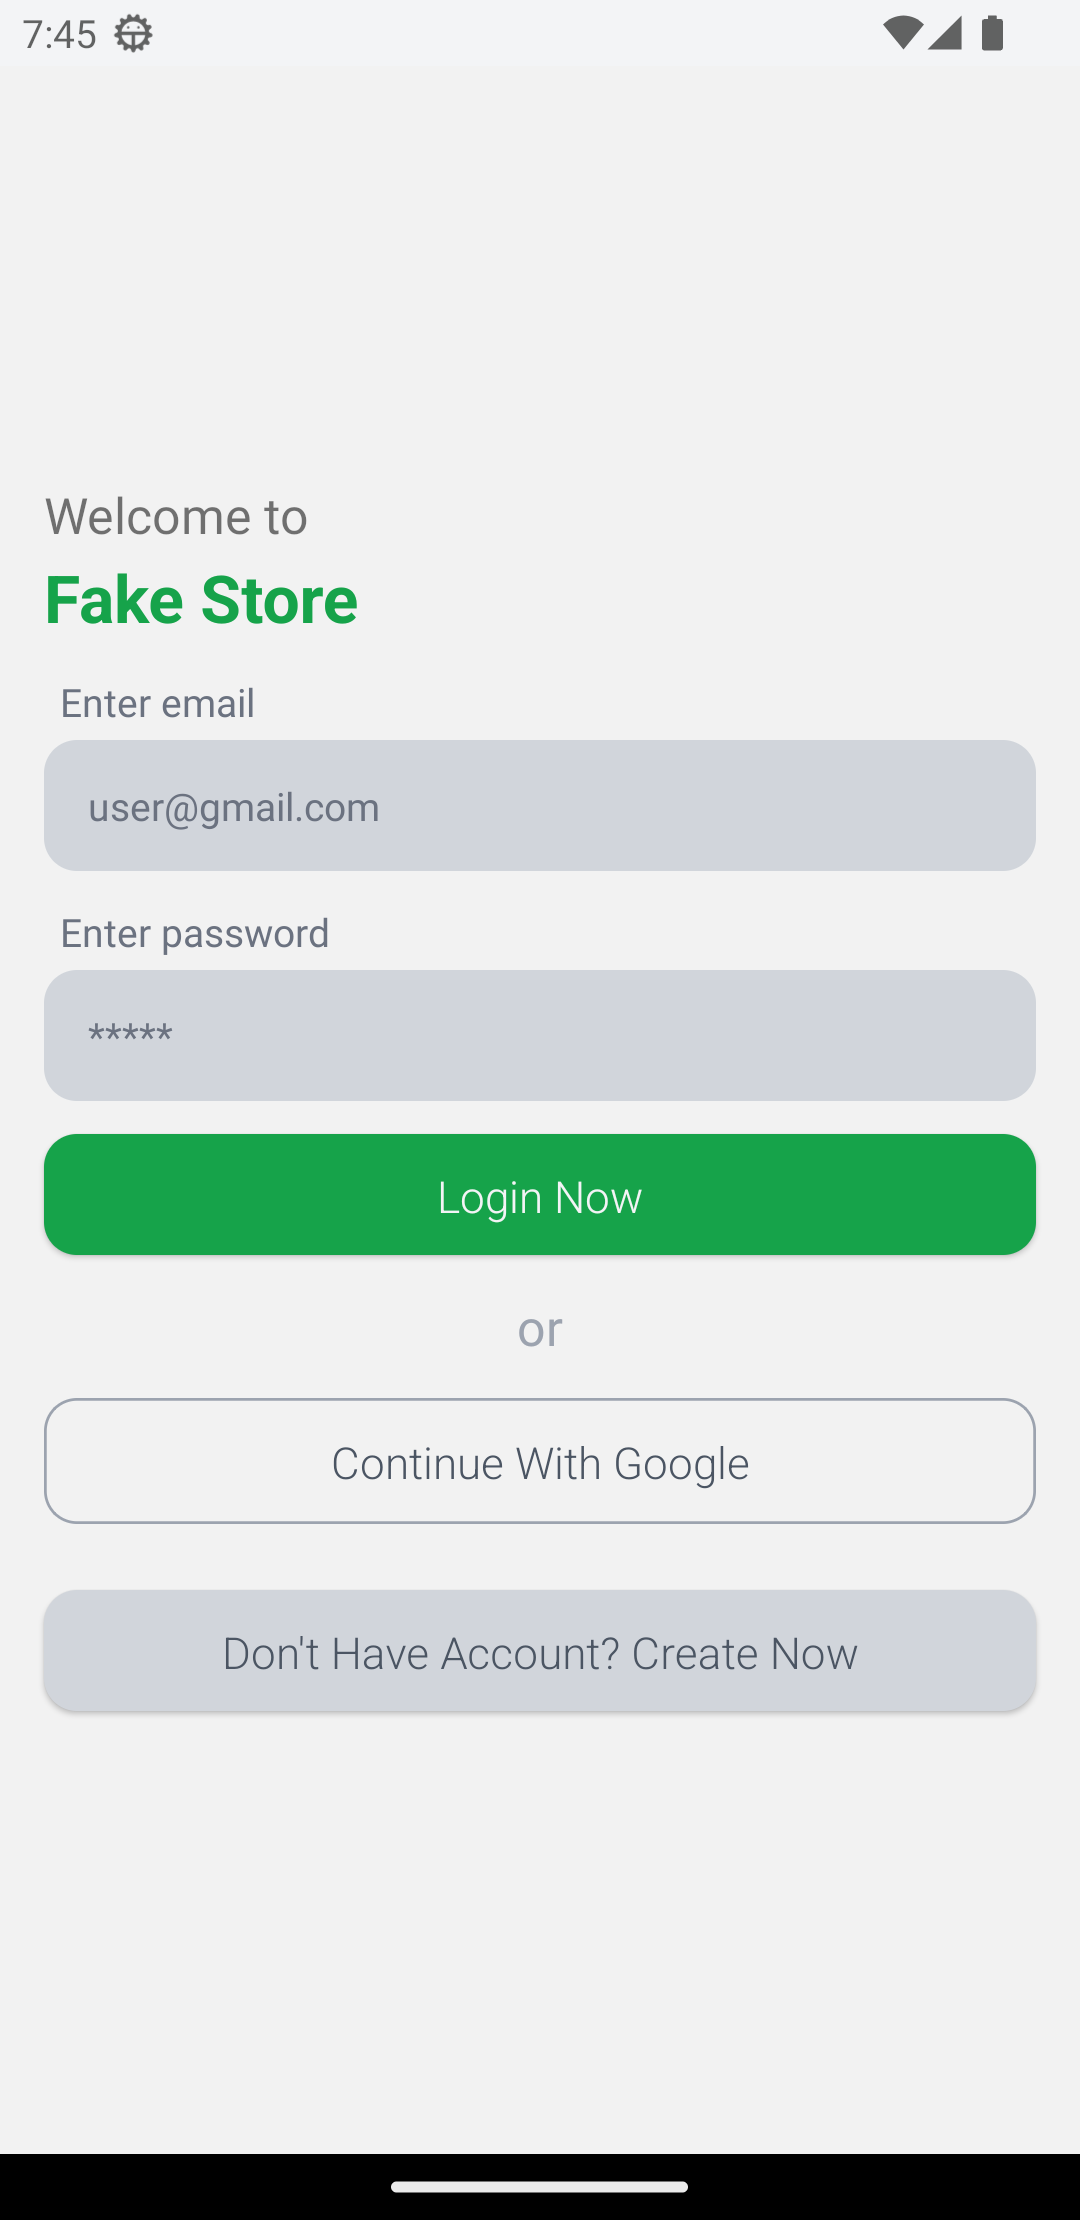 7:45
Welcome to
Fake Store
Enter email
user@gmail.com
Enter password
*****
Login Now
or
Continue With Google
Don't Have Account? Create Now